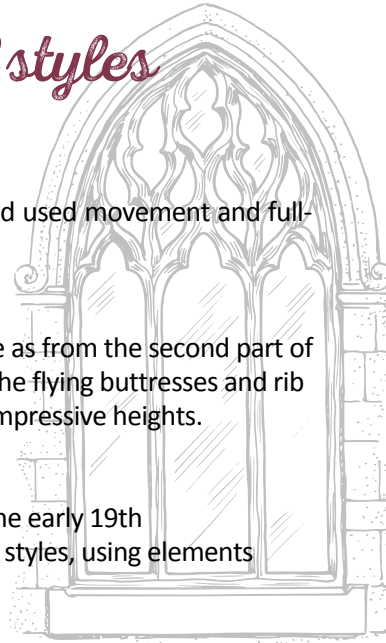 styles
d used movement and full-
e as from the second part of
he flying buttresses and rib
mpressive heights.
he early 19th
styles, using elements